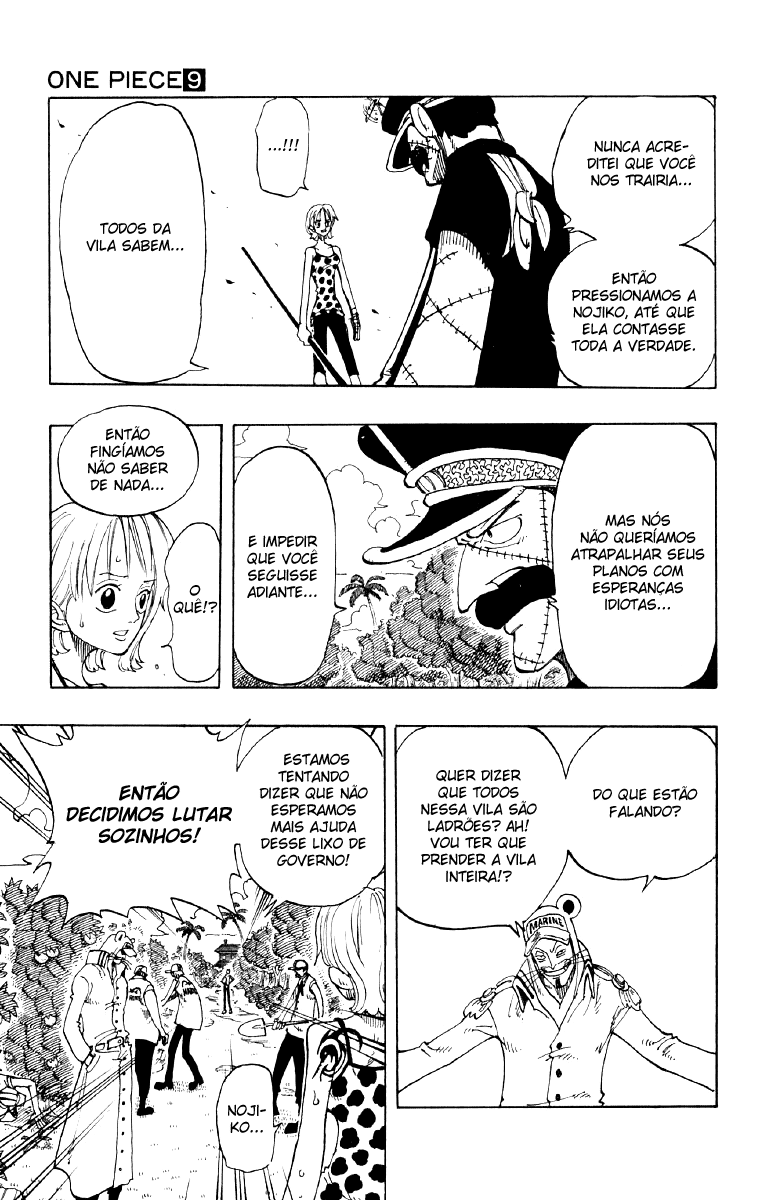 ONE PIECE 9
NUNCA ACRE-
DITEI QUE VOCÊ
NOS TRAIRIA...
ENTÃO
PRESSIONAMOS A
NOJIKO, ATÉ QUE
ELA CONTASSE
TODA A VERDADE.
...!!!
TODOS DA
VILA SABEM...
MAS NÓS
NÃO QUERÍAMOS
ATRAPALHAR SEUS
PLANOS COM
ESPERANÇAS
IDIOTAS...
E IMPEDIR
QUE VOCÊ
SEGUISSE
ADIANTE...
ENTÃO
FINGÍAMOS
NÃO SABER
DE NADA...
O
QUÊ!?
DO QUE ESTÃO
FALANDO?
QUER DIZER
QUE TODOS
NESSA VILA SÃO
LADRÕES? AH!
VOU TER QUE
PRENDER A VILA
INTEIRA!?
MARINE
ESTAMOS
TENTANDO
DIZER QUE NÃO
ESPERAMOS
MAIS AJUDA
DESSE LIXO DE
GOVERNO!
ENTÃO
DECIDIMOS LUTAR
SOZINHOS!
NOJI-
KO...